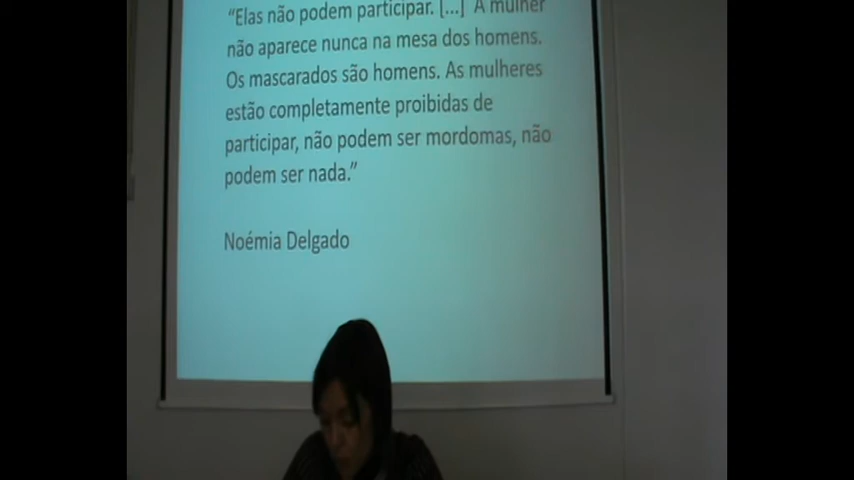 “Elas não podem participar. [...] A mulher
não aparece nunca na mesa dos homens.
Os mascarados são homens. As mulheres
estão completamente proibidas de
participar, não podem ser mordomas, não
podem ser nada.”
Noémia Delgado